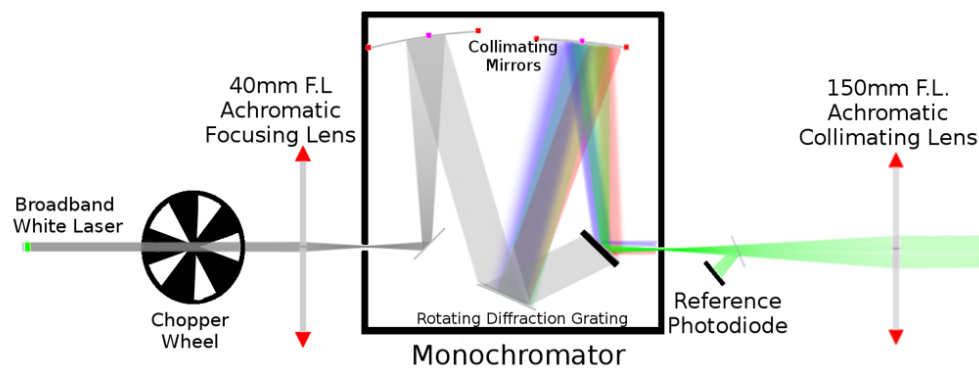 Broadband
White Laser
Chopper
Wheel
40mm F.L
Achromatic
Focusing Lens
Collimating
Mirrors
Rotating Diffraction Grating
Monochromator
Reference
Photodiode
150mm F.L.
Achromatic
Collimating Lens